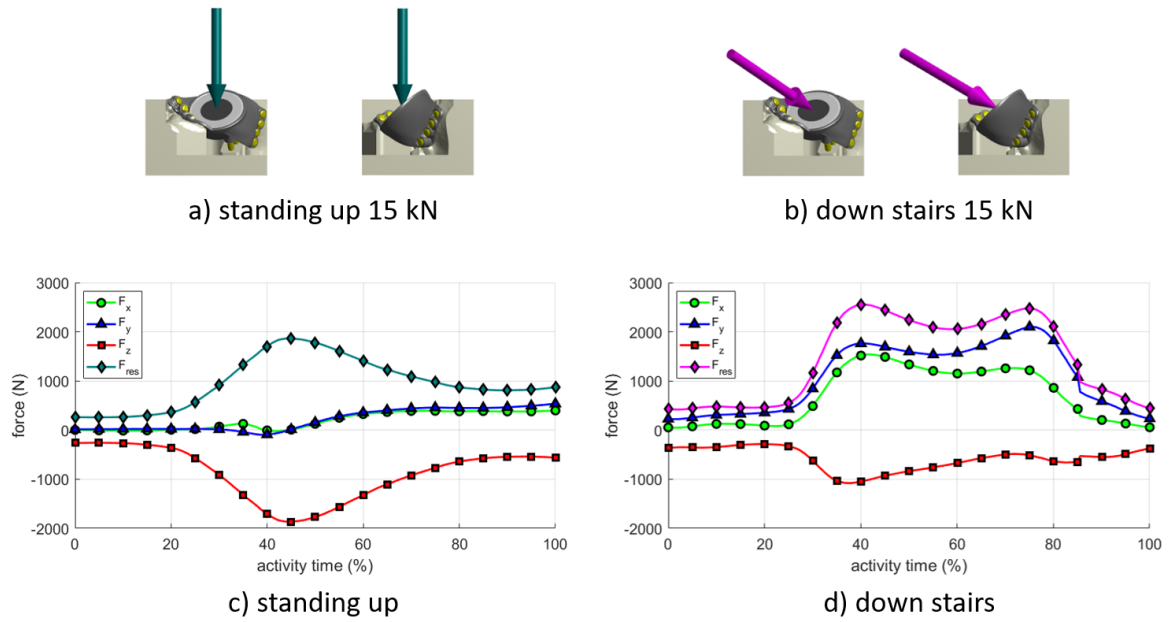 a) standing up 15 kN
b) down stairs 15 kN
3000
2000
1000
0
-1000
-2000
force (N)
F_x
F_y
F_z
F_res
0 20 40 60 80 100
activity time (%)
c) standing up
3000
2000
1000
0
-1000
-2000
force (N)
F_x
F_y
F_z
F_res
0 20 40 60 80 100
activity time (%)
d) down stairs